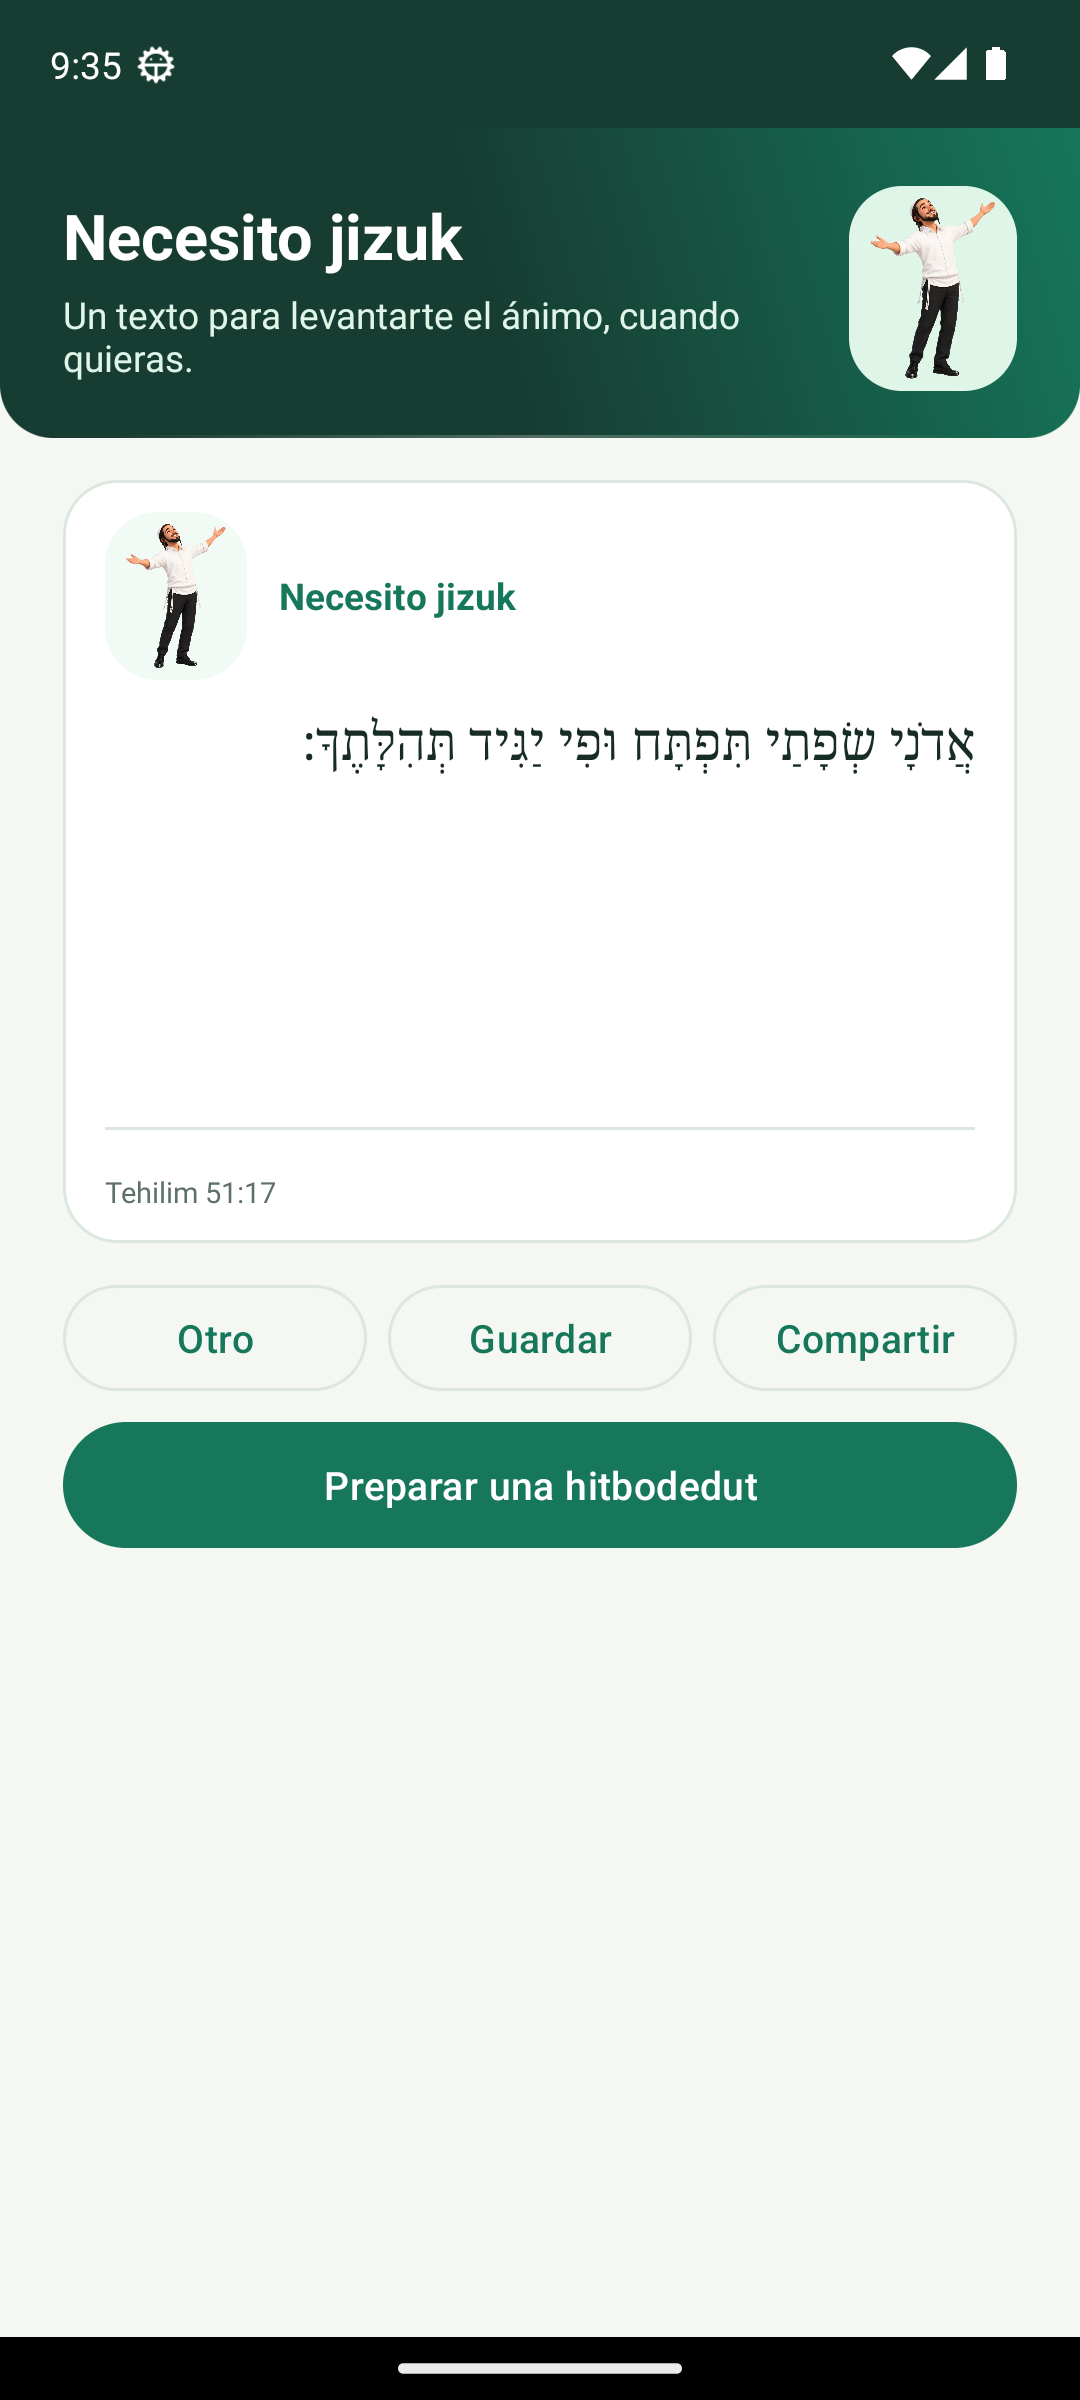 9:35
Necesito jizuk
Un texto para levantarte el ánimo, cuando
quieras.
Necesito jizuk
אֲדֹנָי שְׂפָתַי תִּפְתָּח וּפִי יַגִּיד תְּהִלָּתֶךָ:
Tehilim 51:17
Otro
Guardar
Compartir
Preparar una hitbodedut